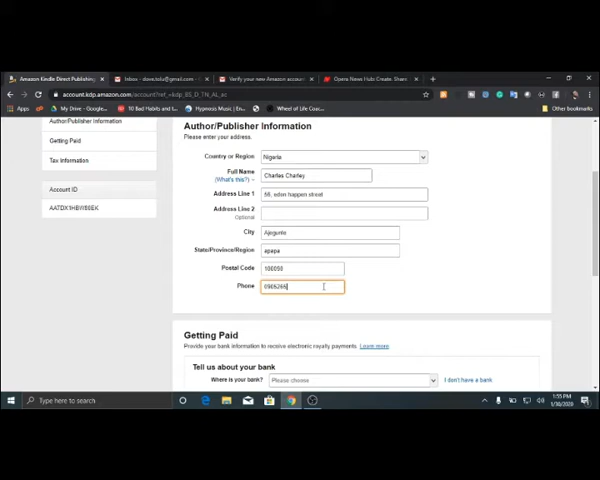 Amazon Kindle Direct Publishing
Inbox - dave.tolu@gmail.com -
Verify your new Amazon account
Opera News Hub Create. Share.
account.kdp.amazon.com/account?ref_=kdp_BS_D_TN_AL_ac
Apps
My Drive - Google...
10 Bad Habits and t...
Hypnosis Music | En...
Wheel of Life Coac...
Other bookmarks
Author/Publisher Information
Getting Paid
Tax Information
Account ID
Author/Publisher Information
Please enter your address.
Country or Region Nigeria
Full Name Charles Charley
(What's this?)
Address Line 1 56, eden happen street
Address Line 2
Optional
City Ajegunle
State/Province/Region apapa
Postal Code
Phone 0905266
Getting Paid
Provide your bank information to receive electronic royalty payments. Learn more
Tell us about your bank
Where is your bank? Please choose I don't have a bank
Type here to search
1:55 PM
1/30/2020